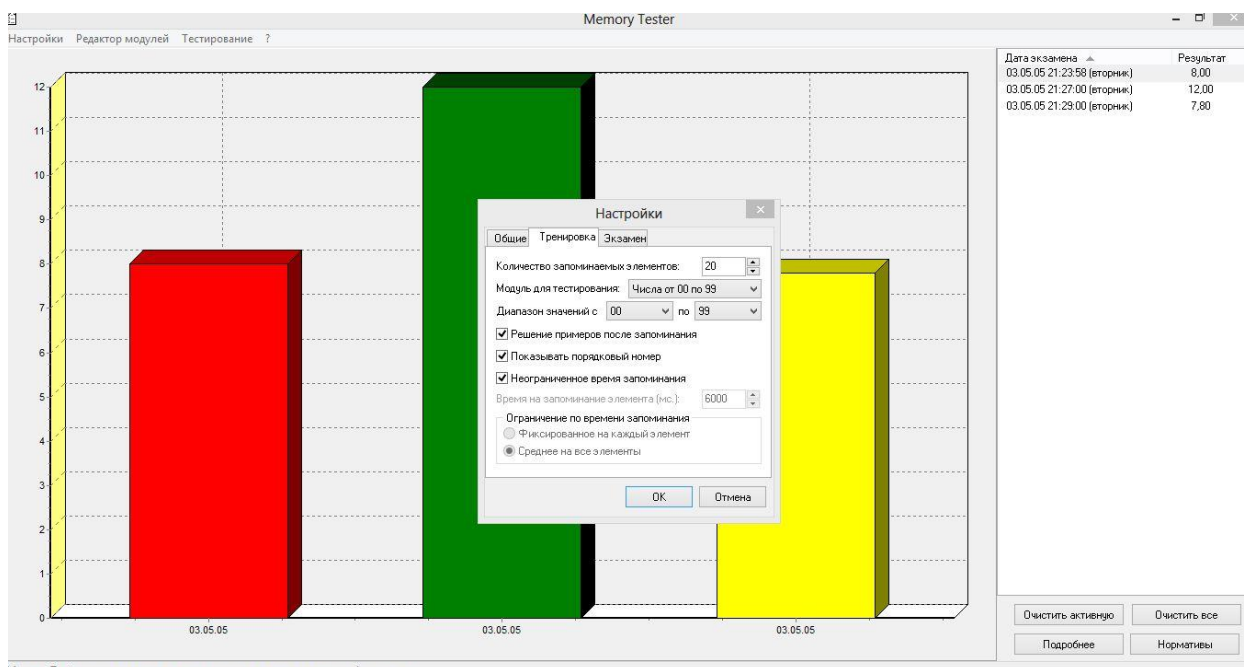 Memory Tester
Настройки Редактор модулей Тестирование ?
Дата экзамена Результат
03.05.05 21:23:58 (вторник) 8,00
03.05.05 21:27:00 (вторник) 12,00
03.05.05 21:29:00 (вторник) 7,80
12
11
10
9
8
7
6
5
4
3
2
1
0
03.05.05 03.05.05 03.05.05
Настройки
Общие Тренировка Экзамен
Количество запоминаемых элементов: 20
Модуль для тестирования: Числа от 00 по 99
Диапазон значений с 00 по 99
Решение примеров после запоминания
Показывать порядковый номер
Неограниченное время запоминания
Время на запоминание элемента (мс.): 6000
Ограничение по времени запоминания
Фиксированное на каждый элемент
Среднее на все элементы
OK Отмена
Очистить активную Очистить все
Подробнее Нормативы